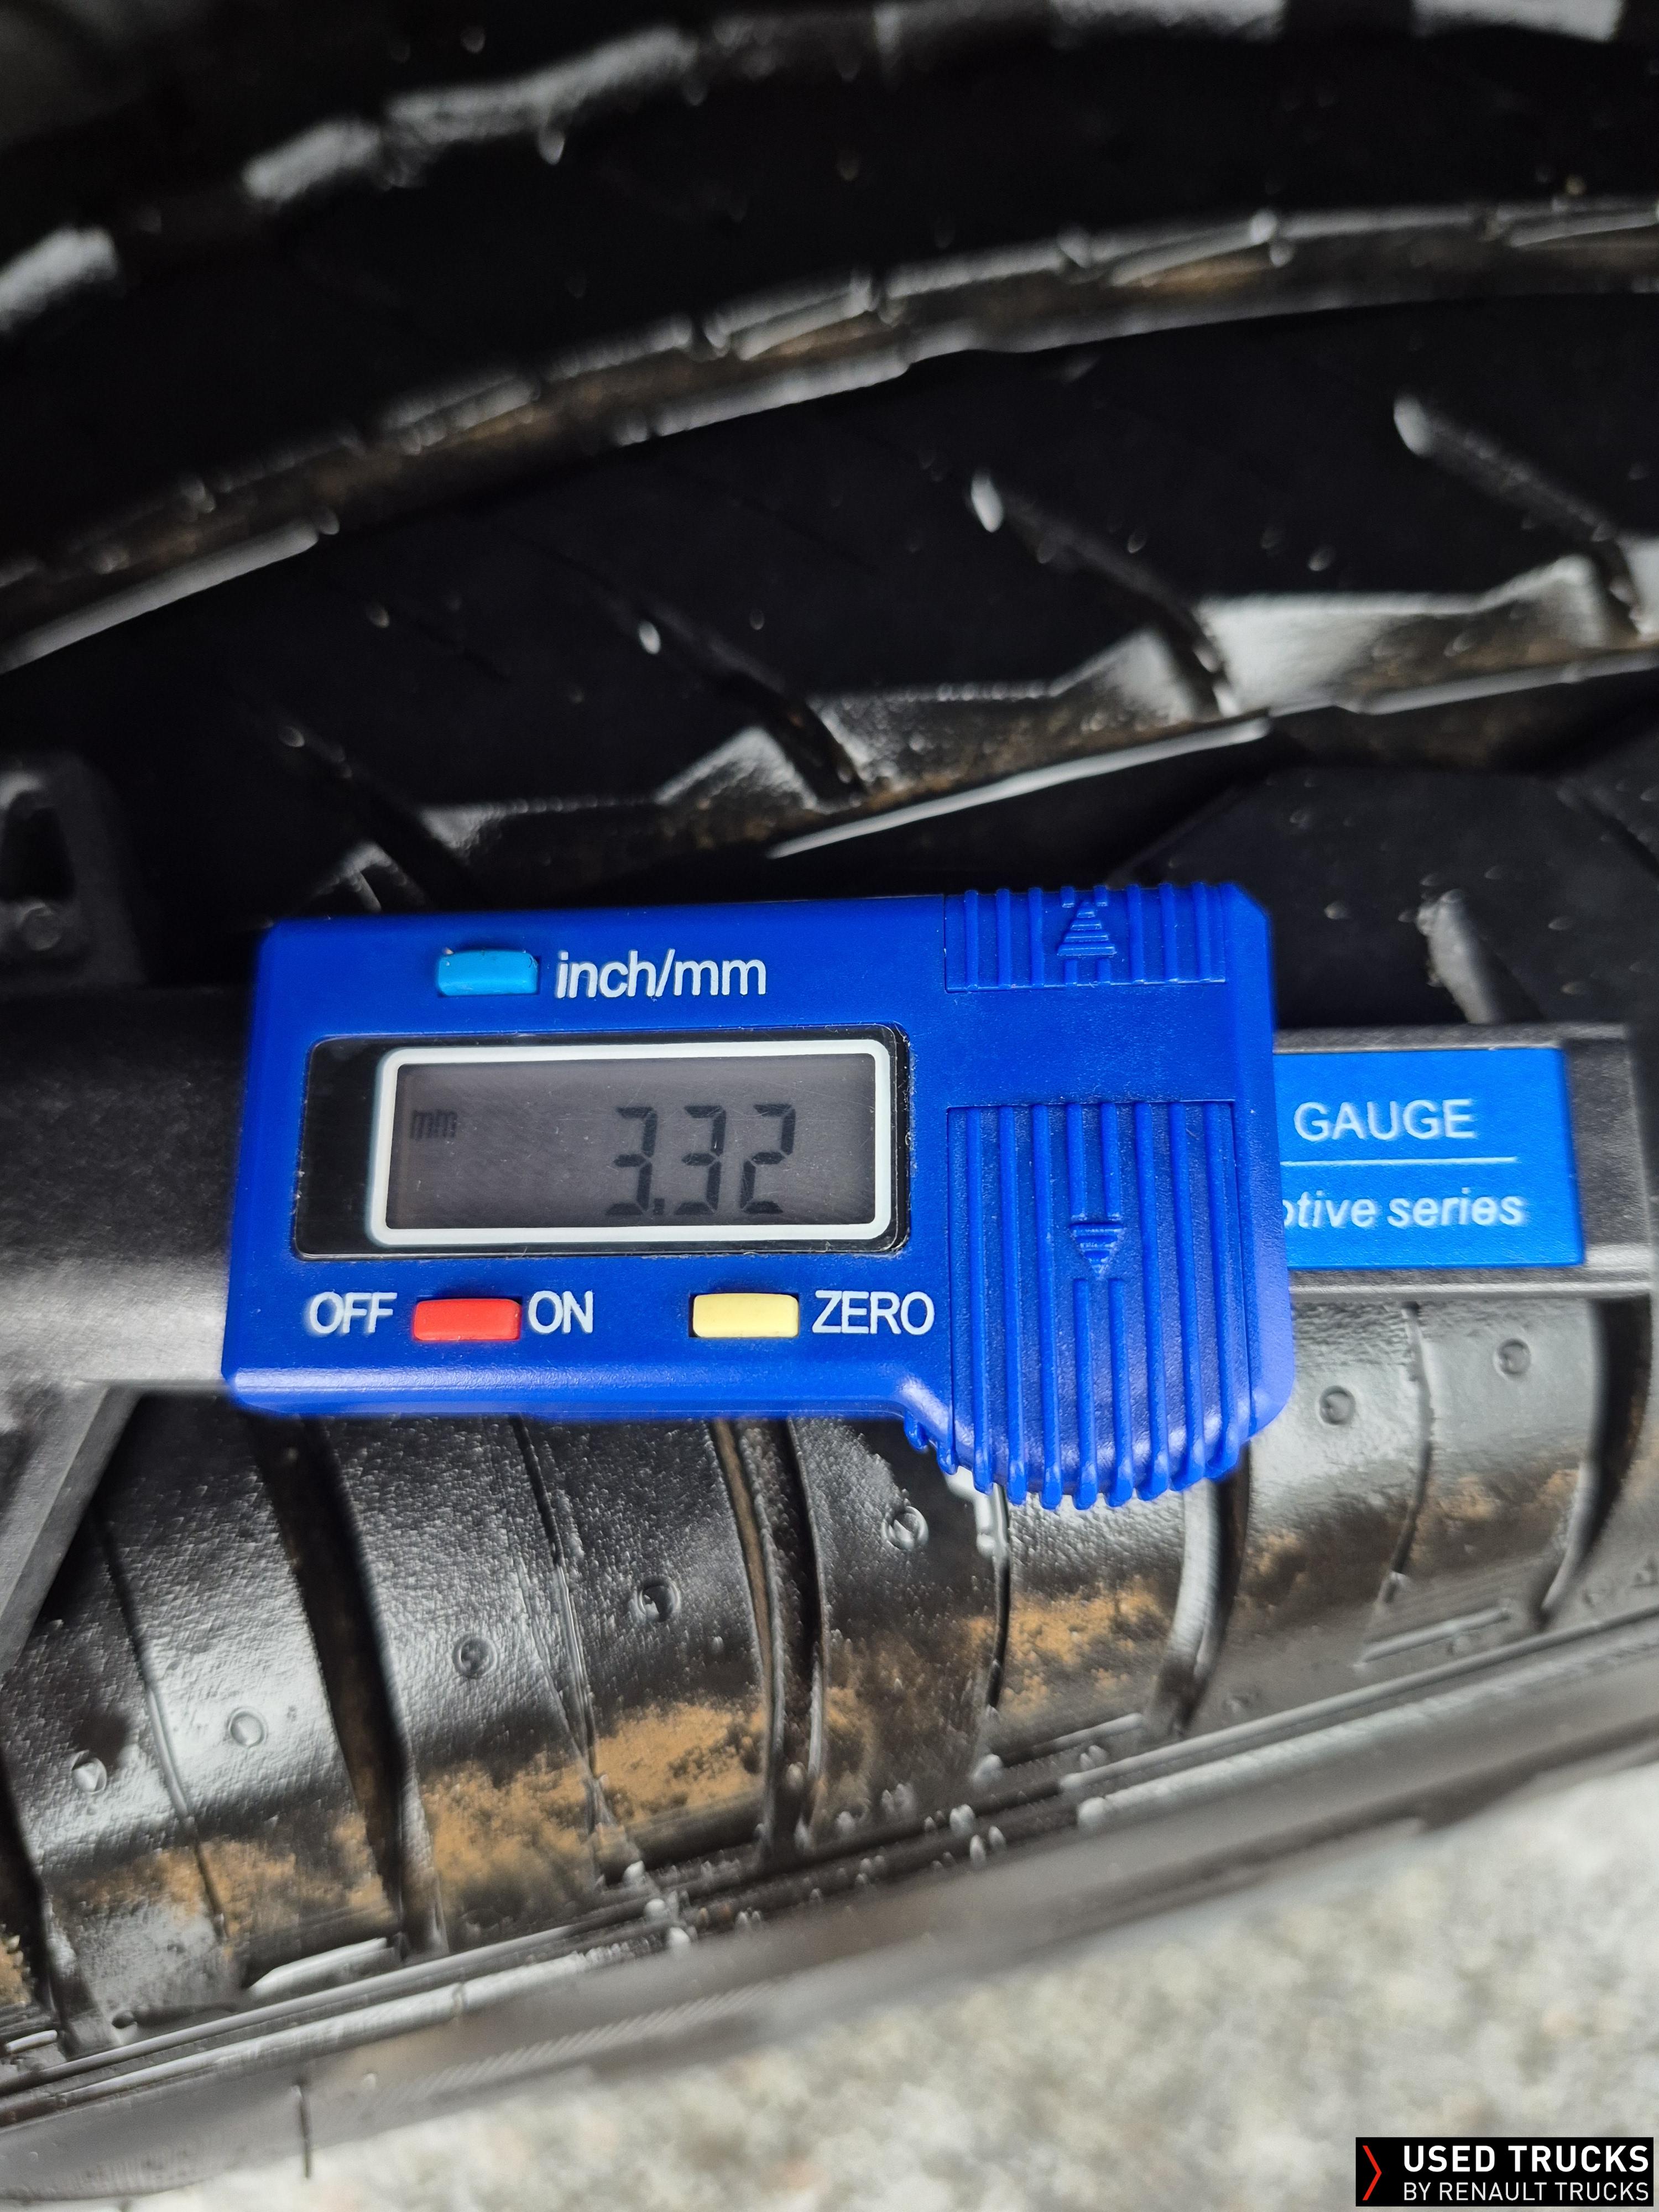 inch/mm
mm 3.32
GAUGE
otive series
OFF ON ZERO
USED TRUCKS
BY RENAULT TRUCKS